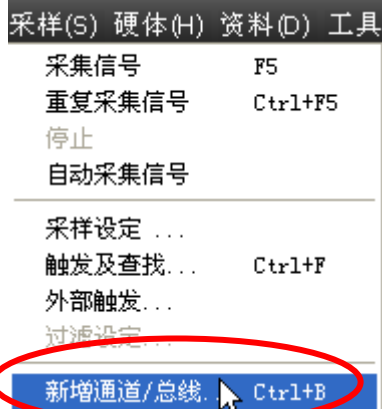 采样(S) 硬体(H) 资料(D) 工具
采集信号 F5
重复采集信号 Ctrl+F5
停止
自动采集信号
采样设定 ...
触发及查找... Ctrl+F
外部触发...
过滤设定...
新增通道/总线. Ctrl+B